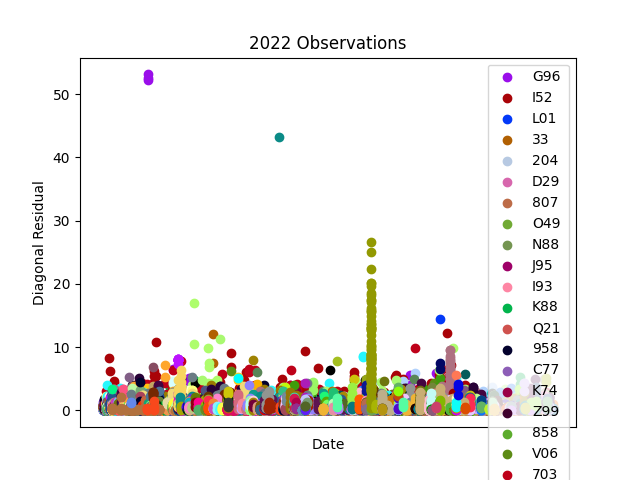 2022 Observations
Diagonal Residual
50
40
30
20
10
0
Date
G96
I52
L01
33
204
D29
807
O49
N88
J95
I93
K88
Q21
958
C77
K74
Z99
858
V06
703